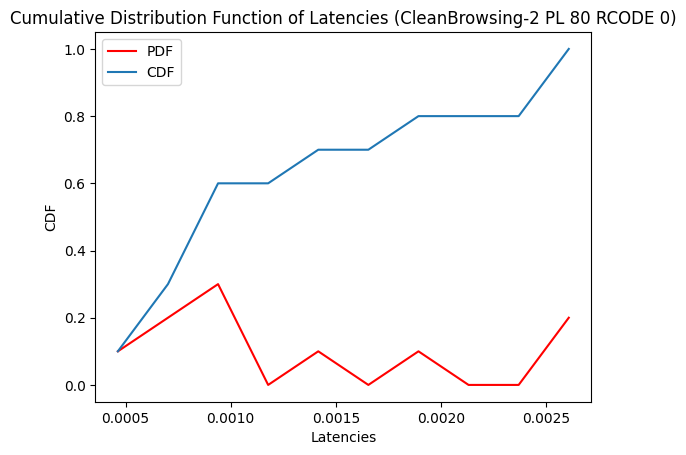 Cumulative Distribution Function of Latencies (CleanBrowsing-2 PL 80 RCODE 0)
PDF
CDF
1.0
0.8
0.6
0.4
0.2
0.0
CDF
0.0005 0.0010 0.0015 0.0020 0.0025
Latencies